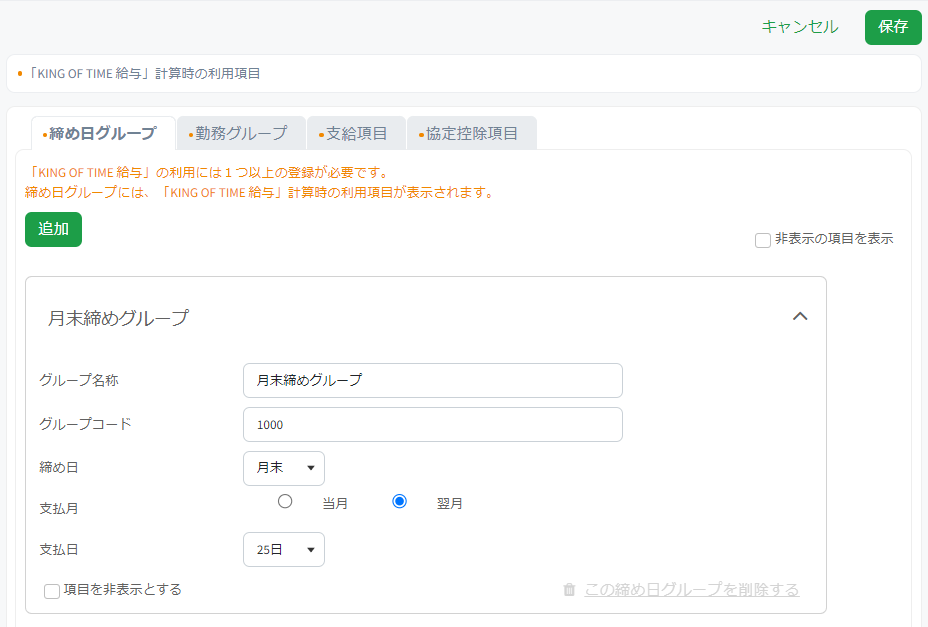 キャンセル 保存
•「KING OF TIME 給与」計算時の利用項目
•締め日グループ •勤務グループ •支給項目 •協定控除項目
「KING OF TIME 給与」の利用には１つ以上の登録が必要です。
締め日グループには、「KING OF TIME 給与」計算時の利用項目が表示されます。
追加
非表示の項目を表示
月末締めグループ
グループ名称 月末締めグループ
グループコード 1000
締め日 月末
支払月 当月 翌月
支払日 25日
項目を非表示とする この締め日グループを削除する